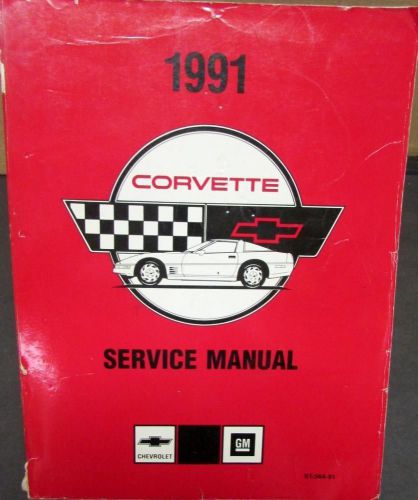 1991
CORVETTE
SERVICE MANUAL
CHEVROLET
GM